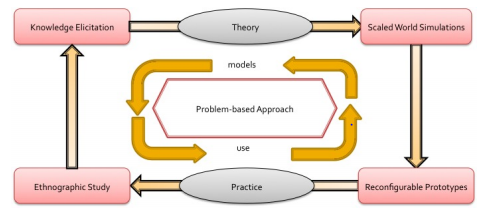 Knowledge Elicitation
Theory
Scaled World Simulations
models
Problem-based Approach
use
Ethnographic Study
Practice
Reconfigurable Prototypes